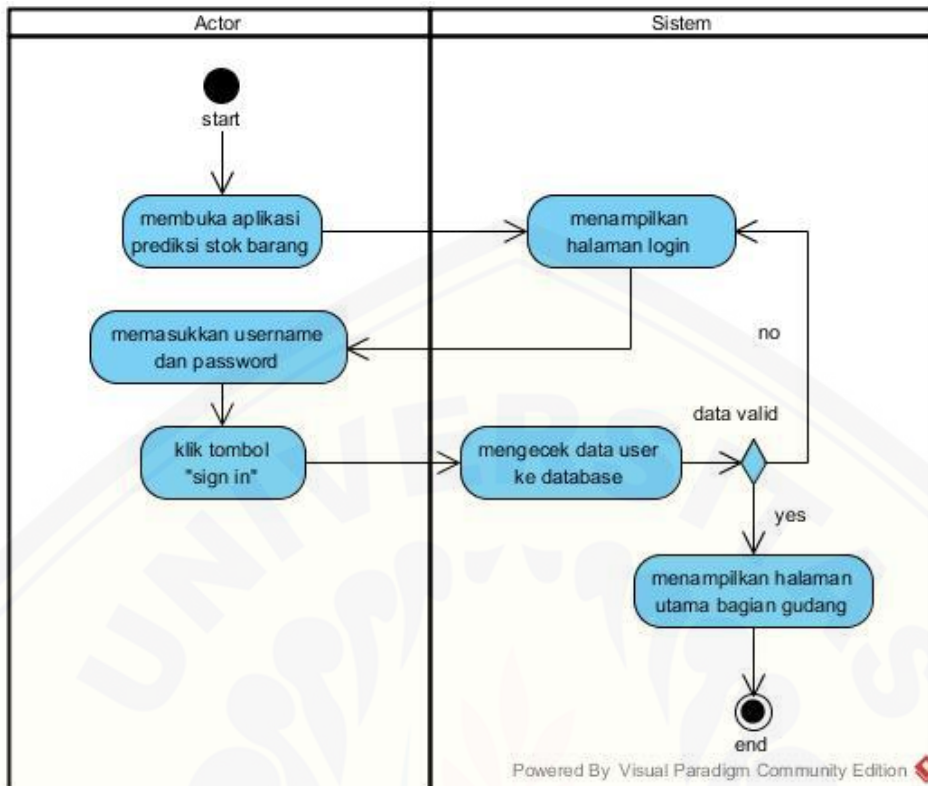 Actor
Sistem
start
membuka aplikasi
prediksi stok barang
menampilkan
halaman login
memasukkan username
dan password
no
data valid
klik tombol
"sign in"
mengecek data user
ke database
yes
menampilkan halaman
utama bagian gudang
end
Powered By Visual Paradigm Community Edition
UNIVERSITAS